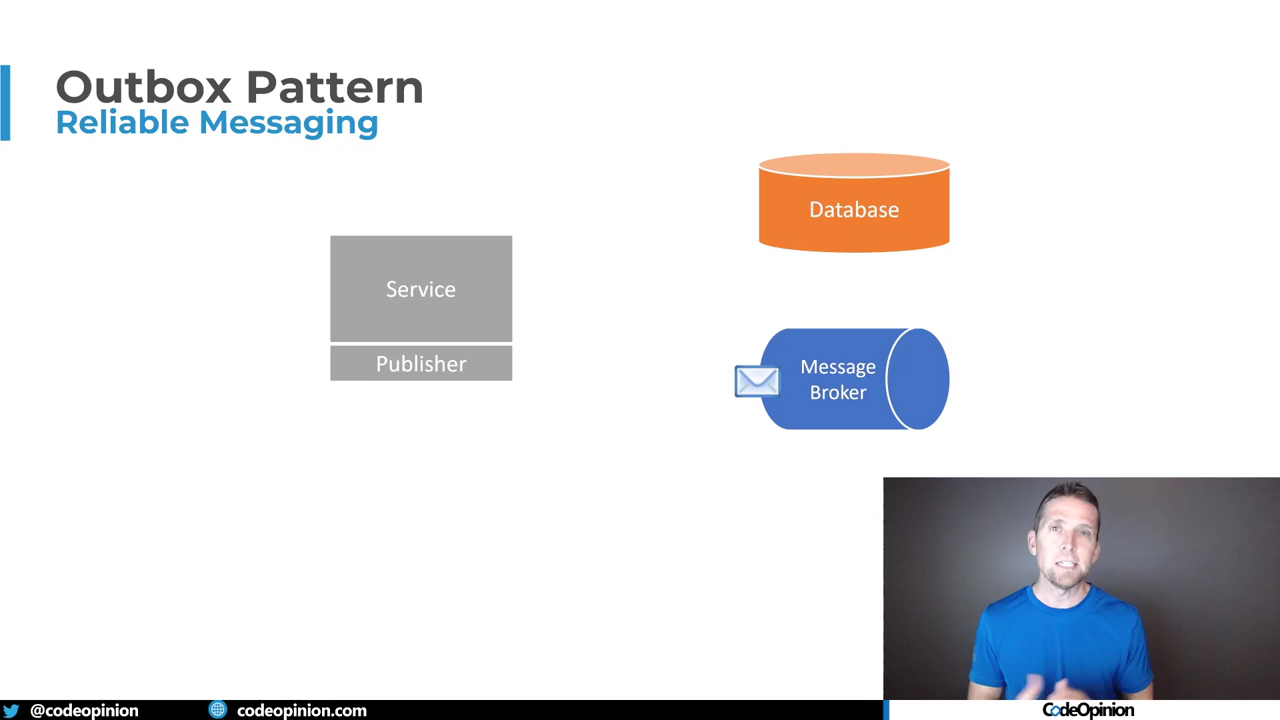 Outbox Pattern
Reliable Messaging
Database
Service
Publisher
Message
Broker
@codeopinion
codeopinion.com
CodeOpinion